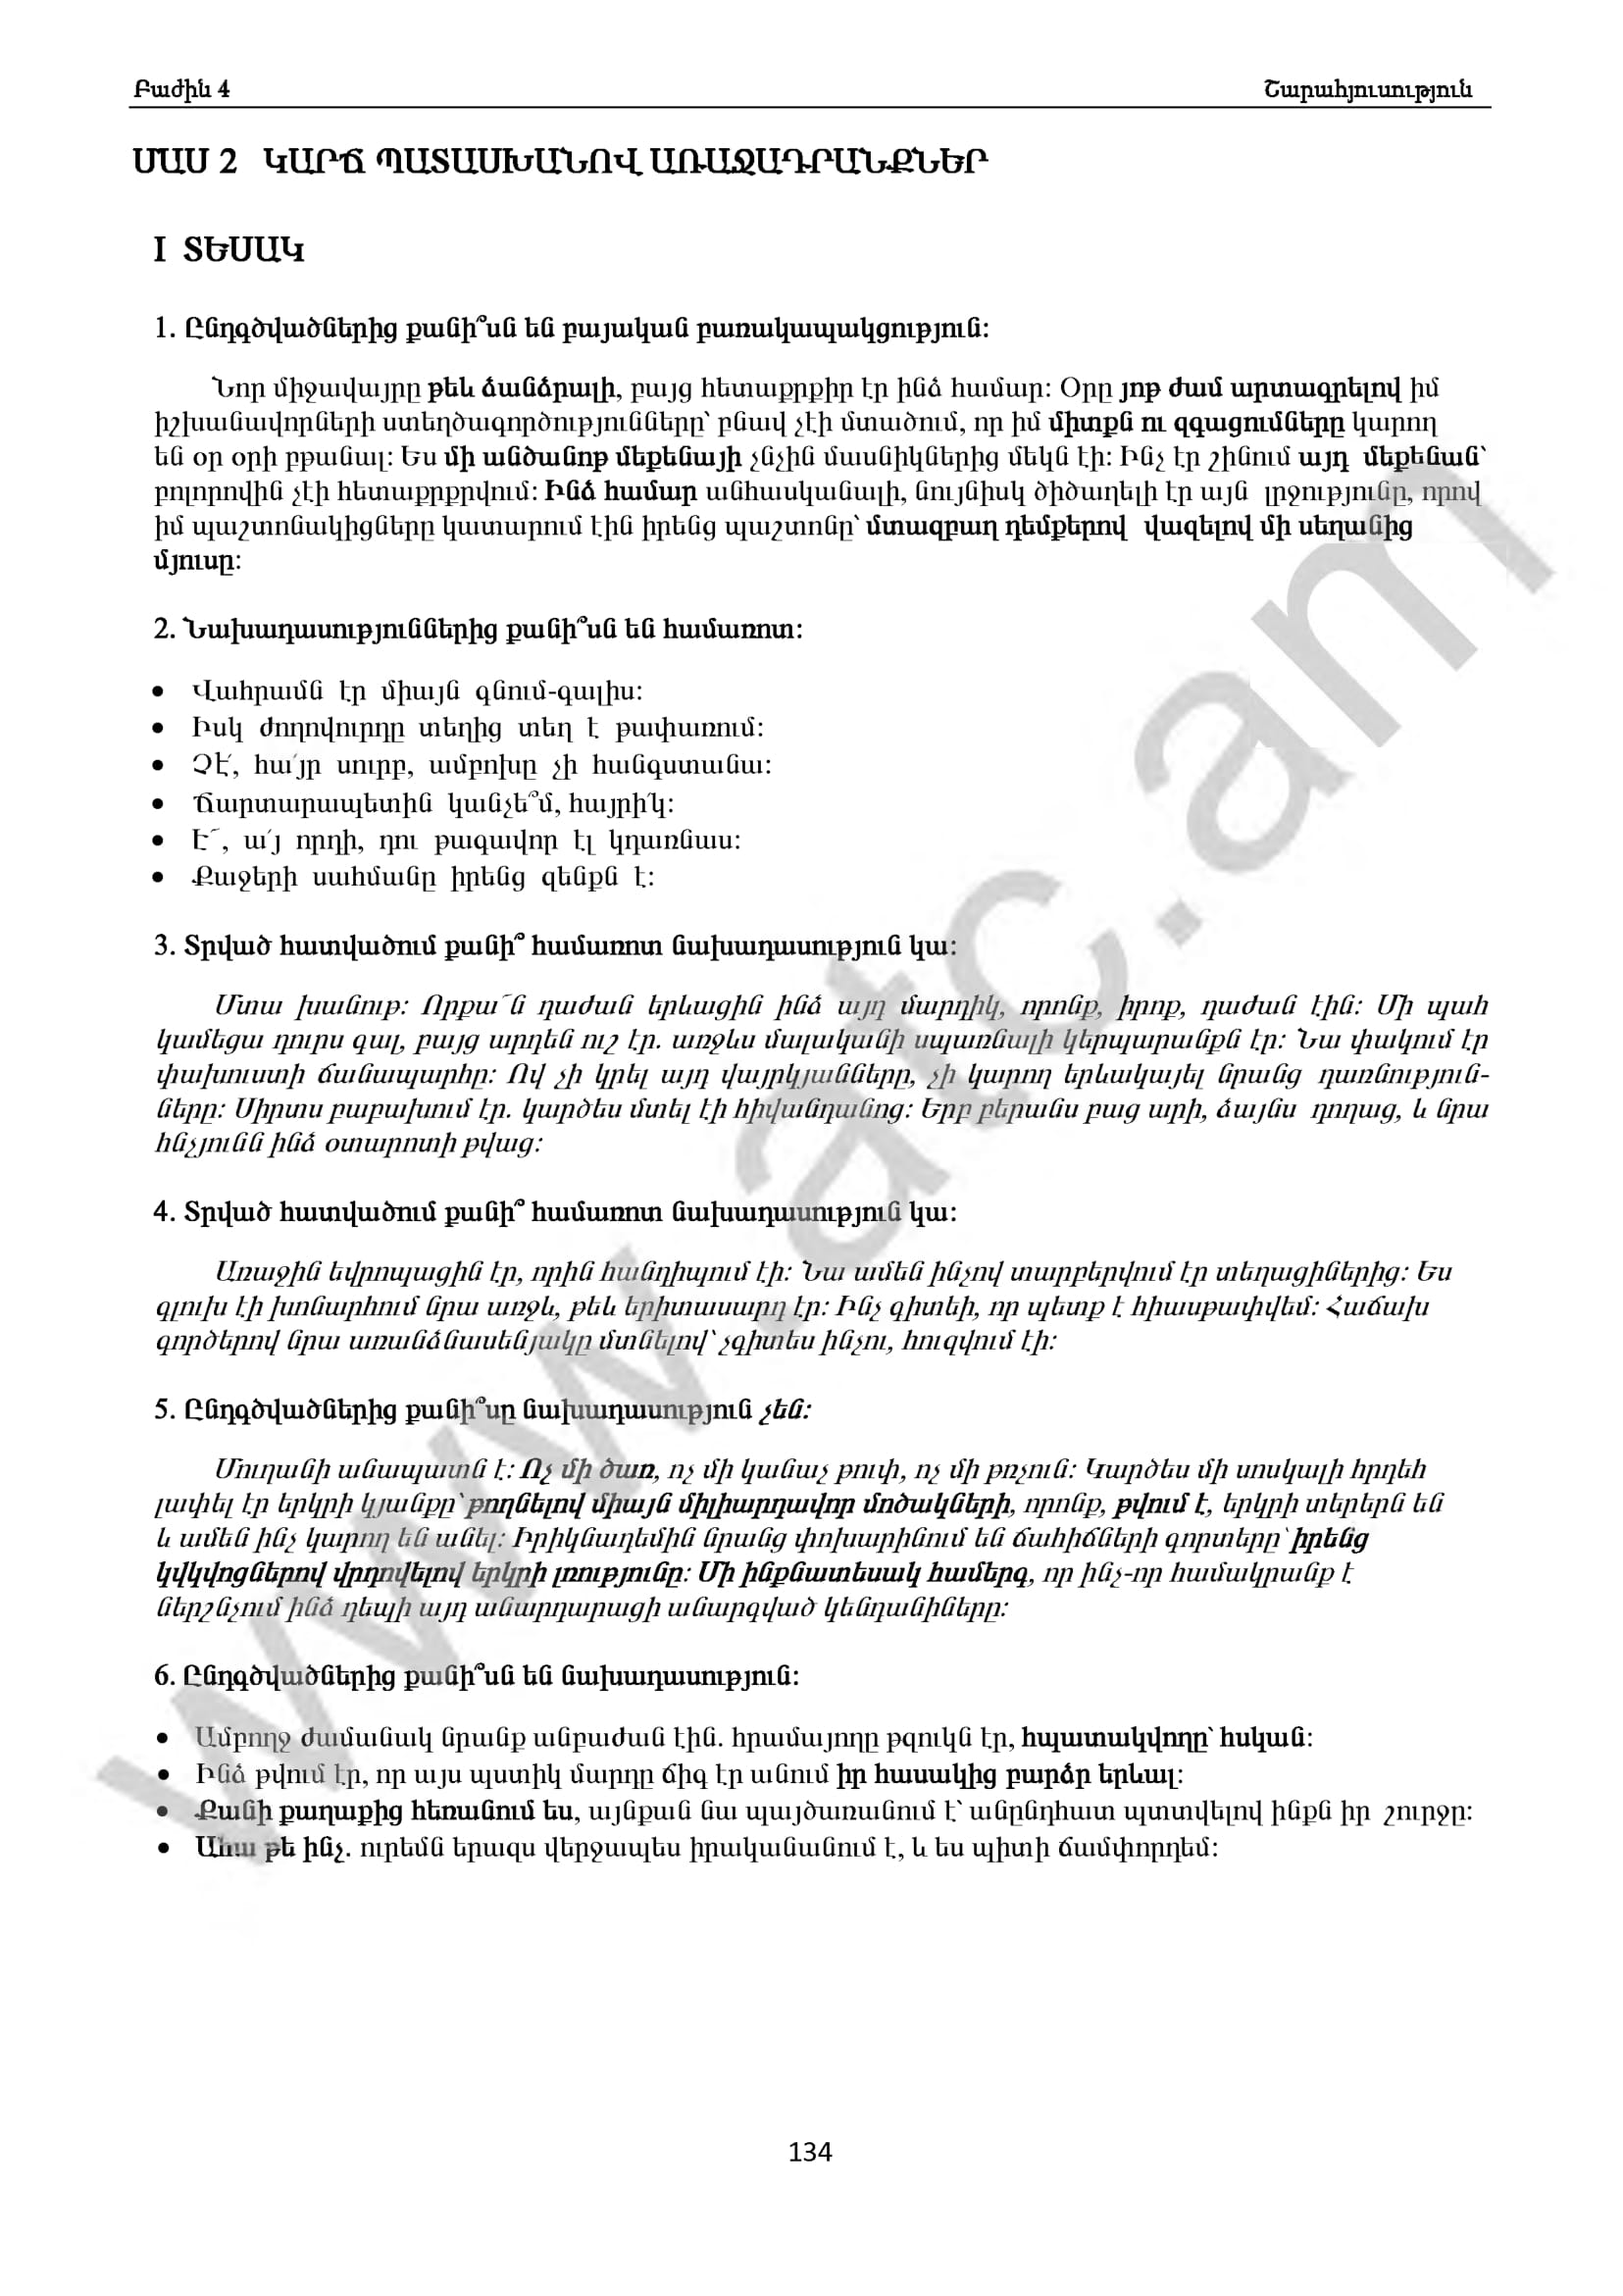 Բաժին 4 Շարահյուսություն
ՄԱՍ 2 ԿԱՐՃ ՊԱՏԱՍԽԱՆՈՎ ԱՌԱՋԱԴՐԱՆՔՆԵՐ
I ՏԵՍԱԿ
1. Ընդգծվածներից քանի՞սն են բայական բառակապակցություն:
Նոր միջավայրը թեև ձանձրալի, բայց հետաքրքիր էր ինձ համար: Օրը յոթ ժամ արտագրելով իմ
իշխանավորների ստեղծագործությունները՝ բնավ չէի մտածում, որ իմ միտքն ու զգացումները կարող
են օր օրի բթանալ: Ես մի անծանոթ մեքենայի չնչին մասնիկներից մեկն էի: Ինչ էր շինում այդ մեքենան՝
բոլորովին չէի հետաքրքրվում: Ինձ համար անհասկանալի, նույնիսկ ծիծաղելի էր այն լրջությունը, որով
իմ պաշտոնակիցները կատարում էին իրենց պաշտոնը՝ մտազբաղ դեմքերով վազելով մի սեղանից
մյուսը:
2. Նախադասություններից քանի՞սն են համառոտ:
• Վահրամն էր միայն գնում-գալիս:
• Իսկ ժողովուրդը տեղից տեղ է թափառում:
• Չէ՛, հա՛յր սուրբ, ամբոխը չի հանգստանա:
• Ճարտարապետին կանչե՞մ, հայրի՛կ:
• Է՜, ա՛յ որդի, դու թագավոր էլ կդառնաս:
• Քաջերի սահմանը իրենց զենքն է:
3. Տրված հատվածում քանի՞ համառոտ նախադասություն կա:
Մտա խանութ: Որքա՜ն դաժան երևացին ինձ այդ մարդիկ, որոնք, իրոք, դաժան էին: Մի պահ
կամեցա դուրս գալ, բայց արդեն ուշ էր. առջևս մալականի սպառնալի կերպարանքն էր: Նա փակում էր
փախուստի ճանապարհը: Ով չի կրել այդ վայրկյանները, չի կարող երևակայել նրանց դառնություն-
ները: Սիրտս բաբախում էր. կարծես մտել էի հիվանդանոց: Երբ բերանս բաց արի, ձայնս դողաց, և նրա
հնչյունն ինձ օտարոտի թվաց:
4. Տրված հատվածում քանի՞ համառոտ նախադասություն կա:
Առաջին եվրոպացին էր, որին հանդիպում էի: Նա ամեն ինչով տարբերվում էր տեղացիներից: Ես
գլուխ էի խոնարհում նրա առջև, թեև երիտասարդ էր: Ինչ գիտեի, որ պետք է հիասթափվեմ: Հաճախ
գործերով նրա առանձնասենյակը մտնելով՝ չգիտես ինչու, հուզվում էի:
5. Ընդգծվածներից քանի՞սը նախադասություն չեն:
Մուղանի անապատն է: Ոչ մի ծառ, ոչ մի կանաչ թուփ, ոչ մի թռչուն: Կարծես մի սոսկալի հրդեհ
լափել էր երկրի կյանքը՝ թողնելով միայն միլիարդավոր մոծակների, որոնք, թվում է, երկրի տերերն են
և ամեն ինչ կարող են անել: Իրիկնադեմին նրանց փոխարինում են ճահիճների գորտերը՝ իրենց
կվկվոցներով վրդովելով երկրի լռությունը: Մի ինքնատեսակ համերգ, որ ինչ-որ համակրանք է
ներշնչում ինձ դեպի այդ անարդարացի անարգված կենդանիները:
6. Ընդգծվածներից քանի՞սն են նախադասություն:
• Ամբողջ ժամանակ նրանք անբաժան էին. հրամայողը թզուկն էր, հպատակվողը՝ հսկան:
• Ինձ թվում էր, որ այս պստիկ մարդը ճիգ էր անում իր հասակից բարձր երևալ:
• Քանի քաղաքից հեռանում ես, այնքան նա պայծառանում է՝ անընդհատ պտտվելով ինքն իր շուրջը:
• Ահա թե ինչ. ուրեմն երազս վերջապես իրականանում է, և ես պիտի ճամփորդեմ:
134
www.atc.am